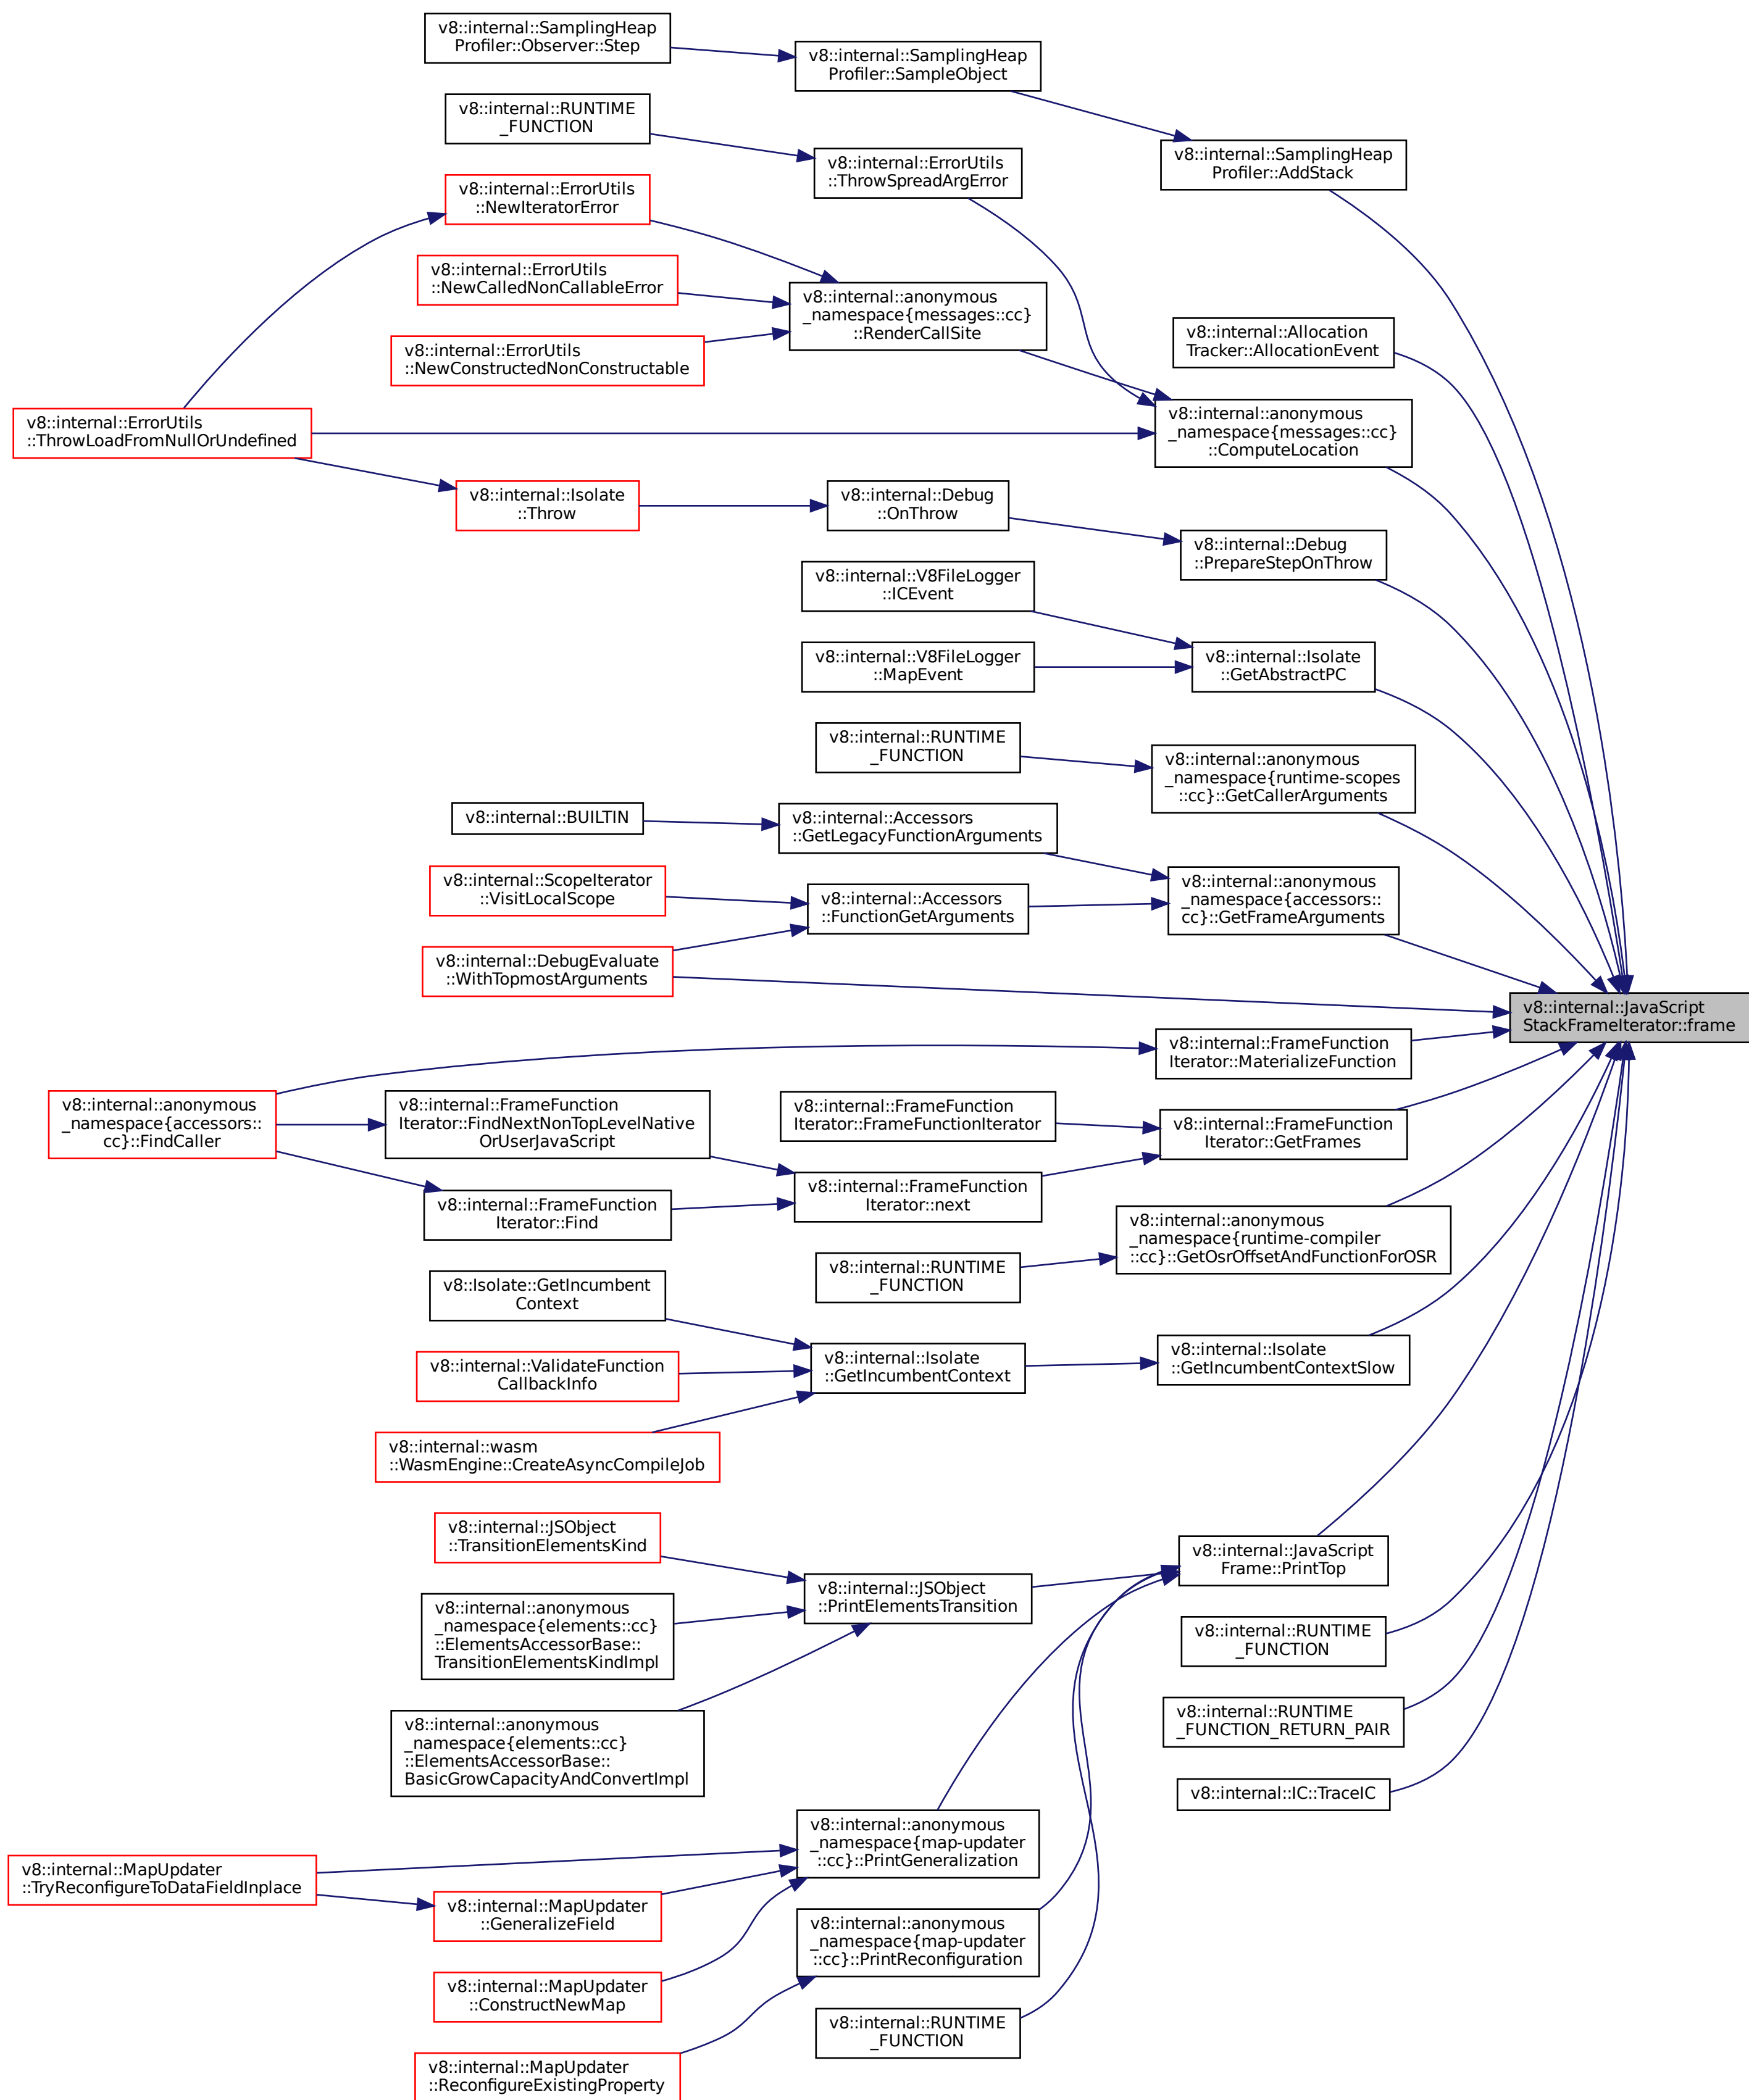 v8::internal::SamplingHeap
Profiler::Observer::Step
v8::internal::SamplingHeap
Profiler::SampleObject
v8::internal::RUNTIME
_FUNCTION
v8::internal::ErrorUtils
::ThrowSpreadArgError
v8::internal::SamplingHeap
Profiler::AddStack
v8::internal::ErrorUtils
::NewIteratorError
v8::internal::ErrorUtils
::NewCalledNonCallableError
v8::internal::anonymous
_namespace{messages::cc}
::RenderCallSite
v8::internal::Allocation
Tracker::AllocationEvent
v8::internal::ErrorUtils
::NewConstructedNonConstructable
v8::internal::ErrorUtils
::ThrowLoadFromNullOrUndefined
v8::internal::anonymous
_namespace{messages::cc}
::ComputeLocation
v8::internal::Isolate
::Throw
v8::internal::Debug
::OnThrow
v8::internal::Debug
::PrepareStepOnThrow
v8::internal::V8FileLogger
::ICEvent
v8::internal::V8FileLogger
::MapEvent
v8::internal::Isolate
::GetAbstractPC
v8::internal::RUNTIME
_FUNCTION
v8::internal::anonymous
_namespace{runtime-scopes
::cc}::GetCallerArguments
v8::internal::BUILTIN
v8::internal::Accessors
::GetLegacyFunctionArguments
v8::internal::ScopeIterator
::VisitLocalScope
v8::internal::Accessors
::FunctionGetArguments
v8::internal::anonymous
_namespace{accessors::
cc}::GetFrameArguments
v8::internal::DebugEvaluate
::WithTopmostArguments
v8::internal::JavaScript
StackFrameIterator::frame
v8::internal::FrameFunction
Iterator::MaterializeFunction
v8::internal::anonymous
_namespace{accessors::
cc}::FindCaller
v8::internal::FrameFunction
Iterator::FindNextNonTopLevelNative
OrUserJavaScript
v8::internal::FrameFunction
Iterator::FrameFunctionIterator
v8::internal::FrameFunction
Iterator::GetFrames
v8::internal::FrameFunction
Iterator::Find
v8::internal::FrameFunction
Iterator::next
v8::internal::anonymous
_namespace{runtime-compiler
::cc}::GetOsrOffsetAndFunctionForOSR
v8::internal::RUNTIME
_FUNCTION
v8::Isolate::GetIncumbent
Context
v8::internal::ValidateFunction
CallbackInfo
v8::internal::Isolate
::GetIncumbentContext
v8::internal::Isolate
::GetIncumbentContextSlow
v8::internal::wasm
::WasmEngine::CreateAsyncCompileJob
v8::internal::JSObject
::TransitionElementsKind
v8::internal::JavaScript
Frame::PrintTop
v8::internal::JSObject
::PrintElementsTransition
v8::internal::anonymous
_namespace{elements::cc}
::ElementsAccessorBase::
TransitionElementsKindImpl
v8::internal::RUNTIME
_FUNCTION
v8::internal::anonymous
_namespace{elements::cc}
::ElementsAccessorBase::
BasicGrowCapacityAndConvertImpl
v8::internal::RUNTIME
_FUNCTION_RETURN_PAIR
v8::internal::IC::TraceIC
v8::internal::anonymous
_namespace{map-updater
::cc}::PrintGeneralization
v8::internal::MapUpdater
::TryReconfigureToDataFieldInplace
v8::internal::MapUpdater
::GeneralizeField
v8::internal::anonymous
_namespace{map-updater
::cc}::PrintReconfiguration
v8::internal::MapUpdater
::ConstructNewMap
v8::internal::RUNTIME
_FUNCTION
v8::internal::MapUpdater
::ReconfigureExistingProperty